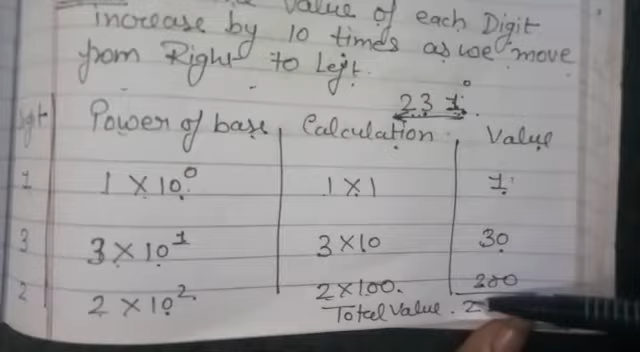 Value of each Digit
increase by 10 times as we move
from Right to Left.
0
231.
Power of base Calculation. Value
1 1 X 10⁰ 1 X 1 1.
3 3 X 10¹ 3 X 10 30
2 2 X 10². 2 X 100. 200
Total Value. 2